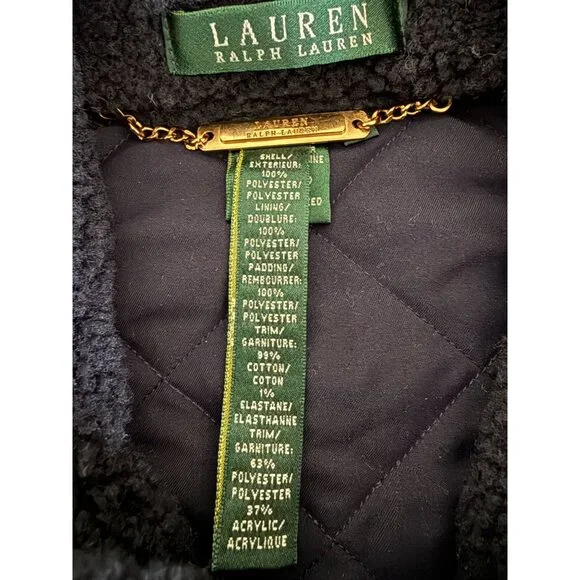 LAUREN
RALPH LAUREN
LAUREN
RALPH LAUREN
SHELL/
EXTERIEUR:
100%
POLYESTER/
POLYESTER
LINING/
DOUBLURE:
100%
POLYESTER/
POLYESTER
PADDING/
REMBOURRER:
100%
POLYESTER/
POLYESTER
TRIM/
GARNITURE:
99%
COTTON/
COTON
1%
ELASTANE/
ELASTHANNE
TRIM/
GARNITURE:
63%
POLYESTER/
POLYESTER
37%
ACRYLIC/
ACRYLIQUE